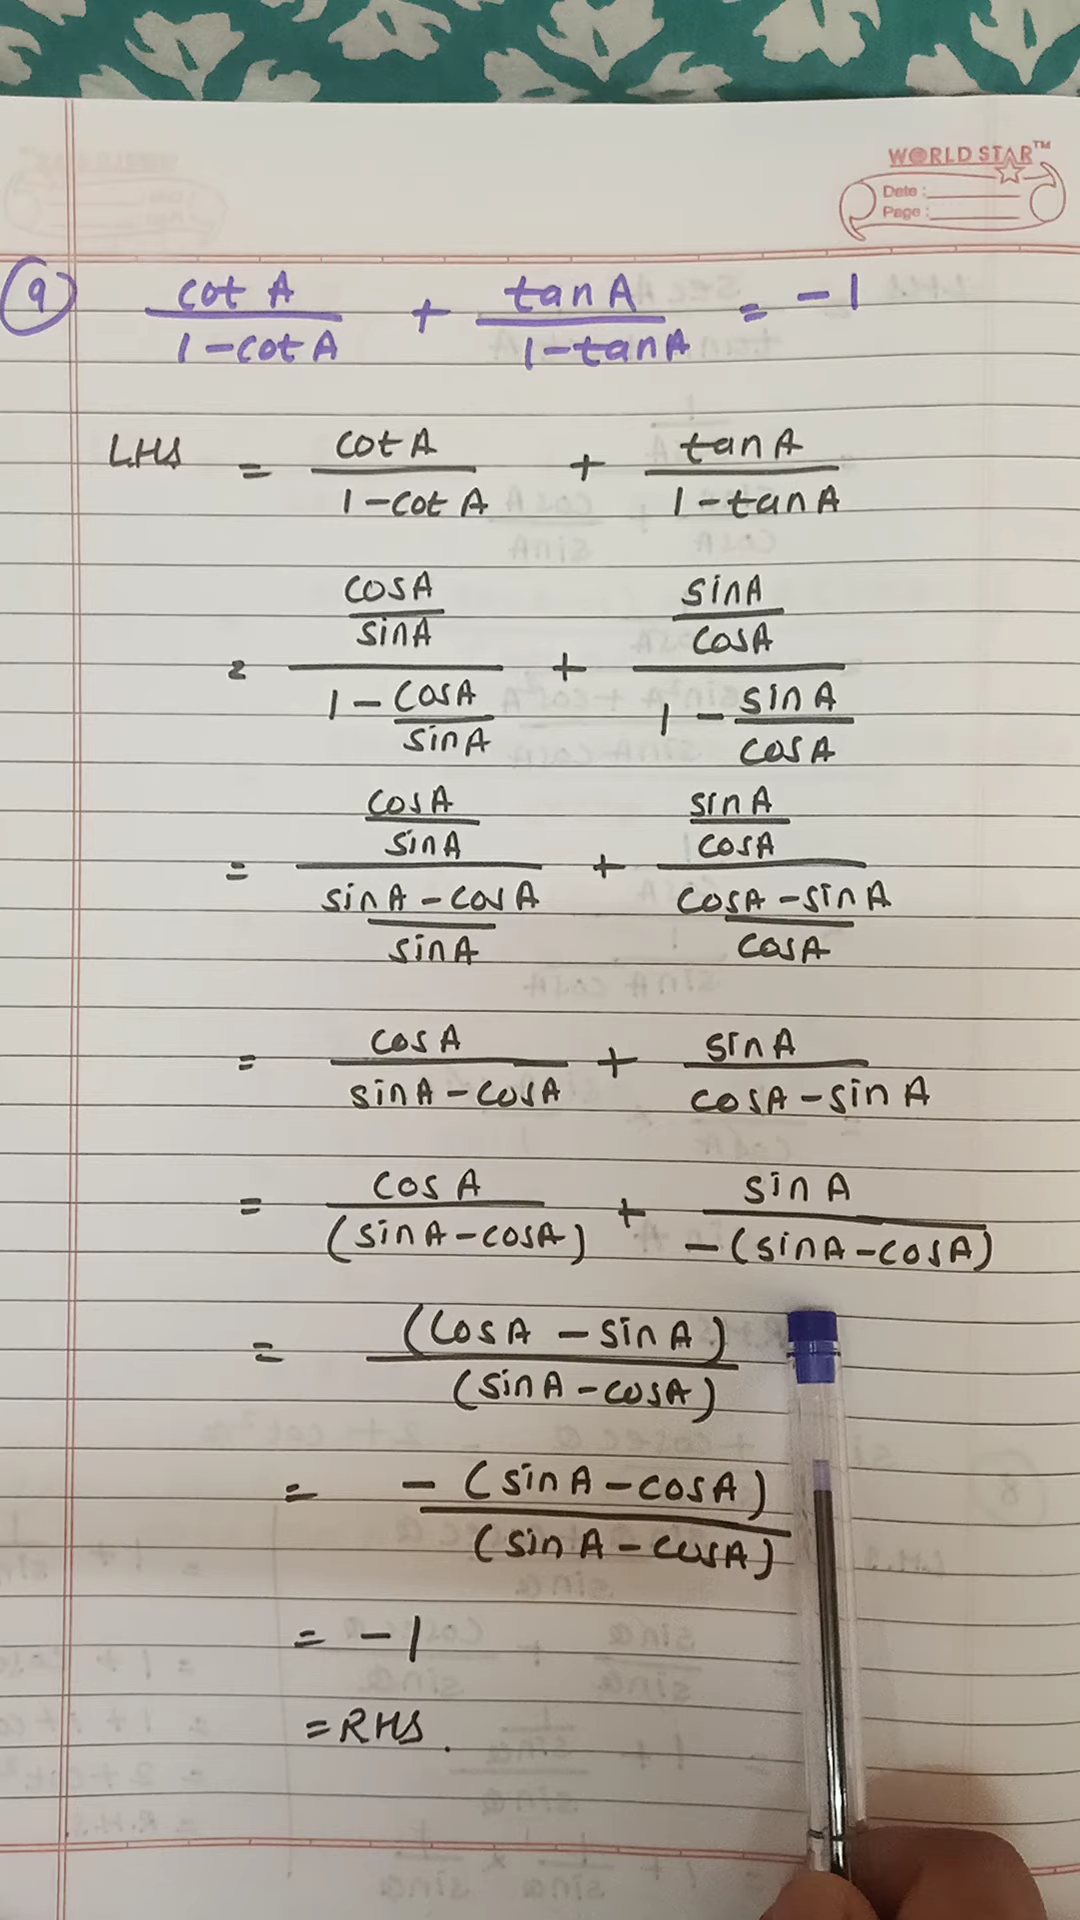 WORLD STAR™
Date :
Page :
9 cot A / 1-cot A + tan A / 1-tan A = -1
LHS = cot A / 1-cot A + tan A / 1-tan A
= (cos A / sin A) / (1 - cos A / sin A) + (sin A / cos A) / (1 - sin A / cos A)
= (cos A / sin A) / (sin A - cos A / sin A) + (sin A / cos A) / (cos A - sin A / cos A)
= cos A / sin A - cos A + sin A / cos A - sin A
= cos A / (sin A - cos A) + sin A / -(sin A - cos A)
= (cos A - sin A) / (sin A - cos A)
= -(sin A - cos A) / (sin A - cos A)
= -1
= RHS.